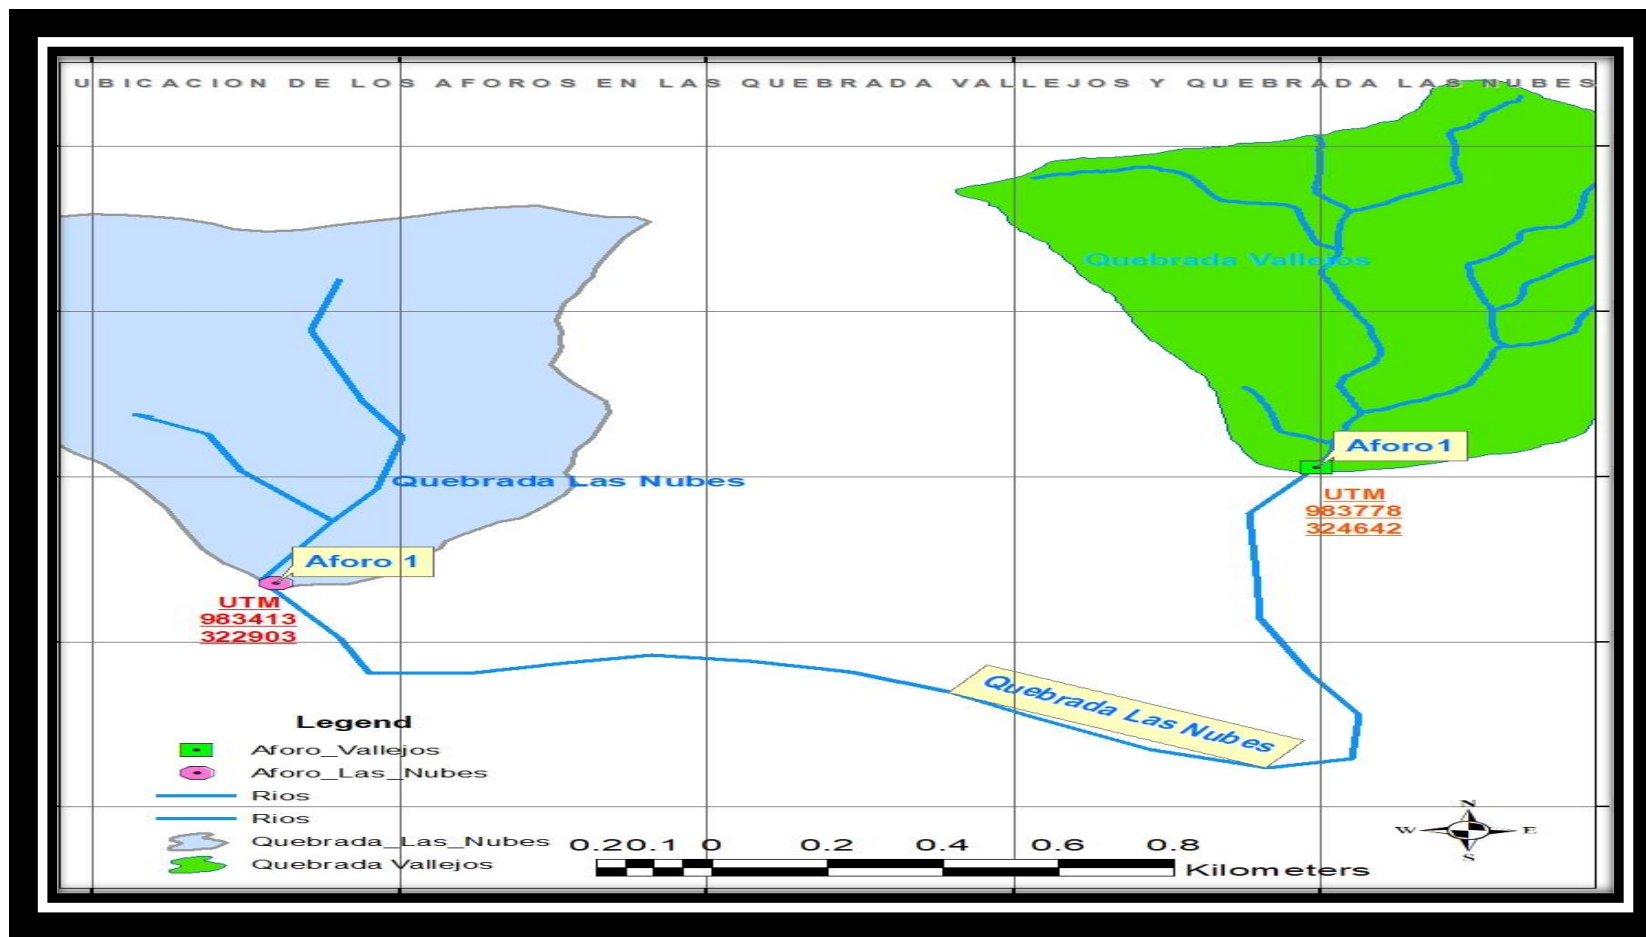 UBICACION DE LOS AFOROS EN LAS QUEBRADA VALLEJOS Y QUEBRADA LAS NUBES
Quebrada Vallejos
Aforo1
UTM
983778
324642
Quebrada Las Nubes
Aforo 1
UTM
983413
322903
Quebrada Las Nubes
Legend
Aforo_Vallejos
Aforo_Las_Nubes
Rios
Rios
Quebrada_Las_Nubes
Quebrada Vallejos
0.20.1 0 0.2 0.4 0.6 0.8
Kilometers
N
W E
S